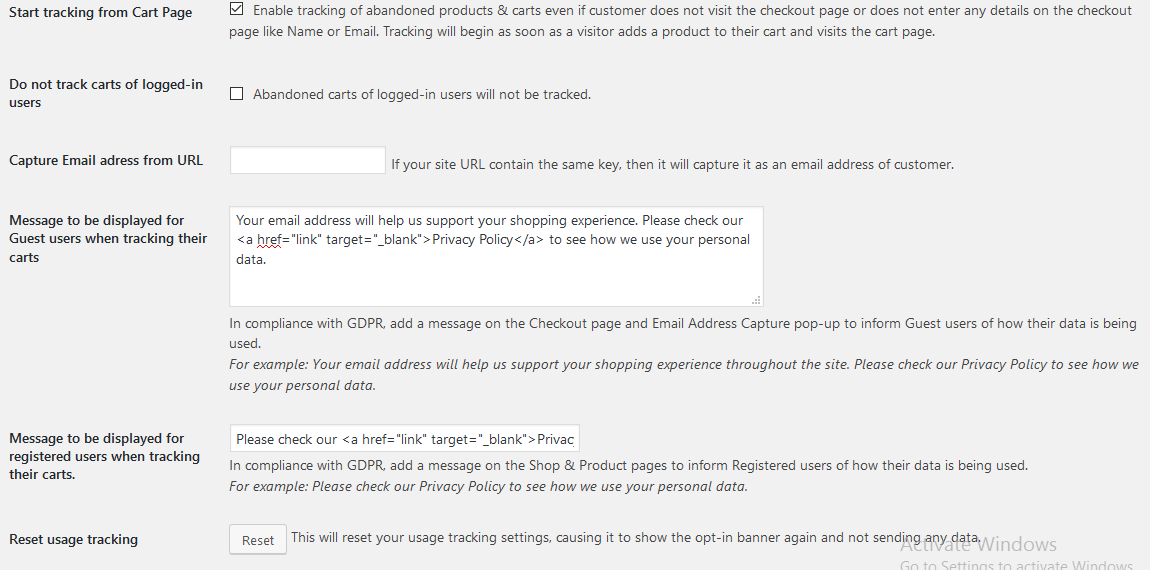 Start tracking from Cart Page
Enable tracking of abandoned products & carts even if customer does not visit the checkout page or does not enter any details on the checkout
page like Name or Email. Tracking will begin as soon as a visitor adds a product to their cart and visits the cart page.
Do not track carts of logged-in
users
Abandoned carts of logged-in users will not be tracked.
Capture Email adress from URL
If your site URL contain the same key, then it will capture it as an email address of customer.
Message to be displayed for
Guest users when tracking their
carts
Your email address will help us support your shopping experience. Please check our
<a href="link" target="_blank">Privacy Policy</a> to see how we use your personal
data.
In compliance with GDPR, add a message on the Checkout page and Email Address Capture pop-up to inform Guest users of how their data is being
used.
For example: Your email address will help us support your shopping experience throughout the site. Please check our Privacy Policy to see how we
use your personal data.
Message to be displayed for
registered users when tracking
their carts.
Please check our <a href="link" target="_blank">Privac
In compliance with GDPR, add a message on the Shop & Product pages to inform Registered users of how their data is being used.
For example: Please check our Privacy Policy to see how we use your personal data.
Reset usage tracking
Reset
This will reset your usage tracking settings, causing it to show the opt-in banner again and not sending any data.
Activate Windows
Go to Settings to activate Windows.